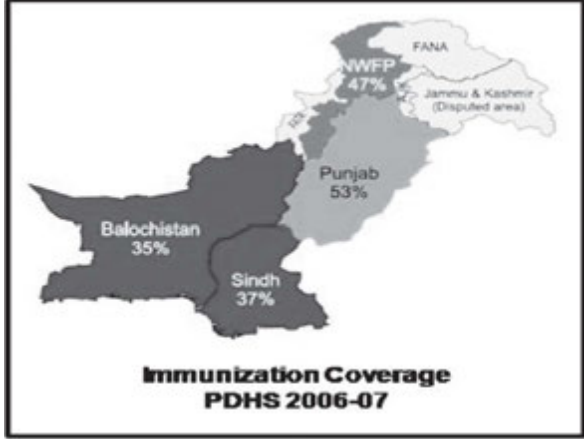 FANA
NWFP
47%
Jammu & Kashmir
(Disputed area)
Punjab
53%
Balochistan
35%
Sindh
37%
Immunization Coverage
PDHS 2006-07